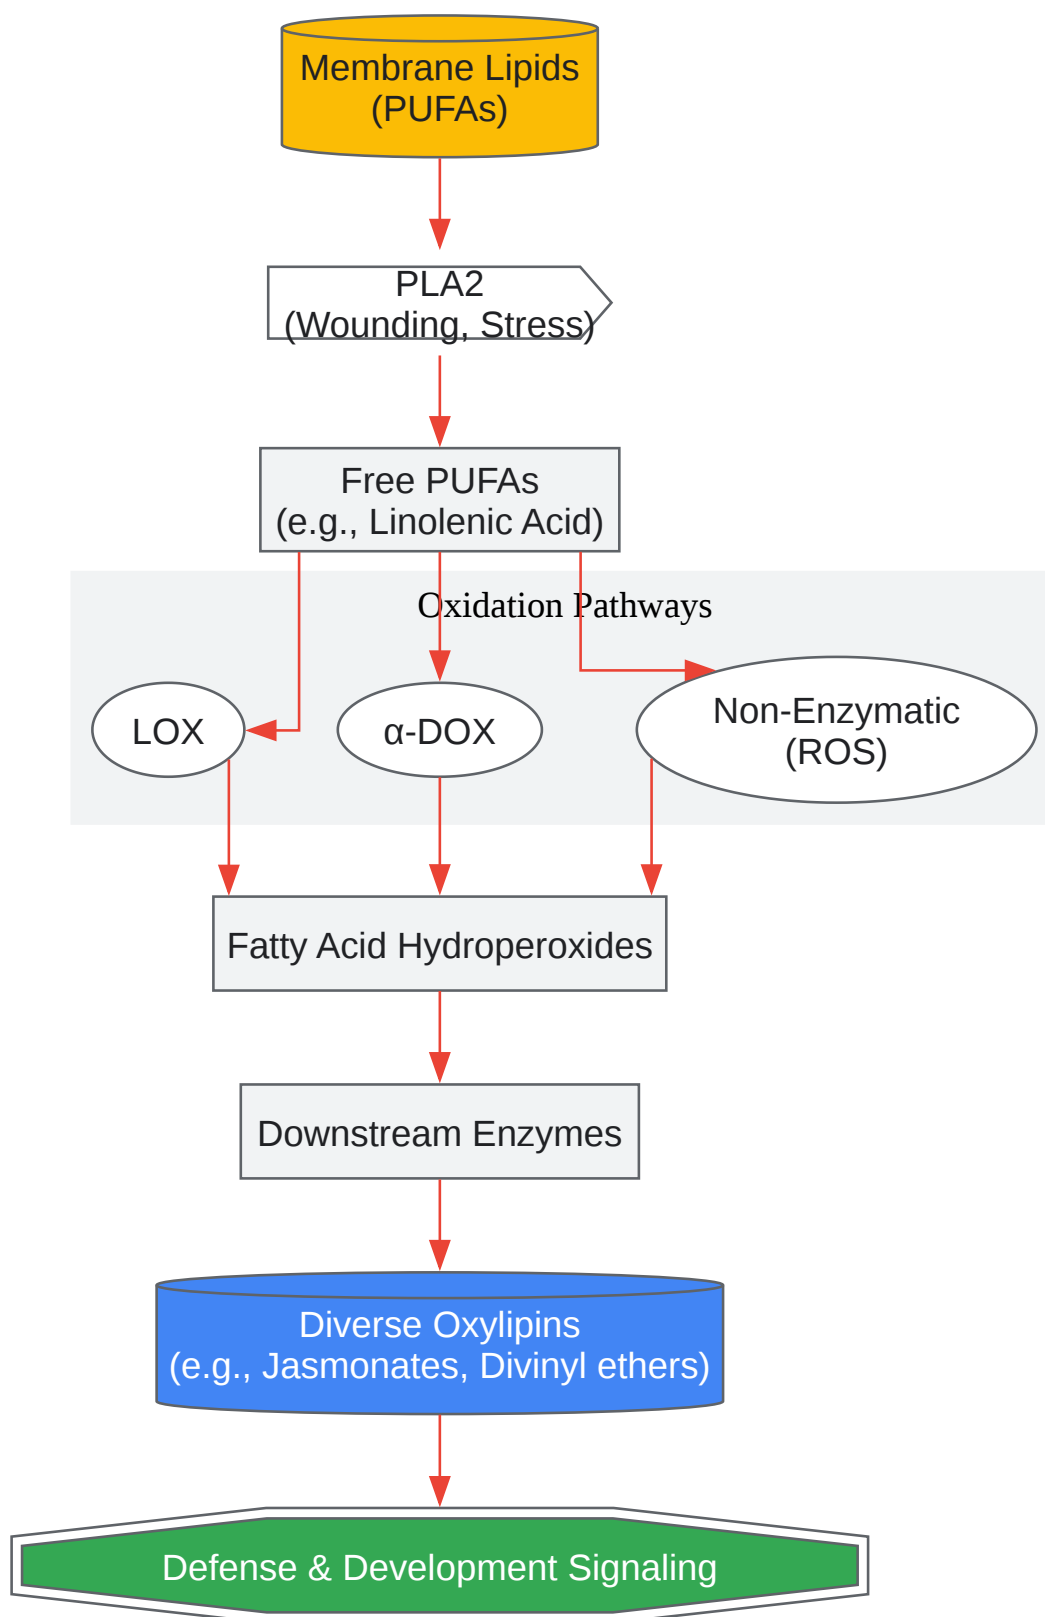 Membrane Lipids
(PUFAs)
PLA2
(Wounding, Stress)
Free PUFAs
(e.g., Linolenic Acid)
Oxidation Pathways
LOX
α-DOX
Non-Enzymatic
(ROS)
Fatty Acid Hydroperoxides
Downstream Enzymes
Diverse Oxylipins
(e.g., Jasmonates, Divinyl ethers)
Defense & Development Signaling